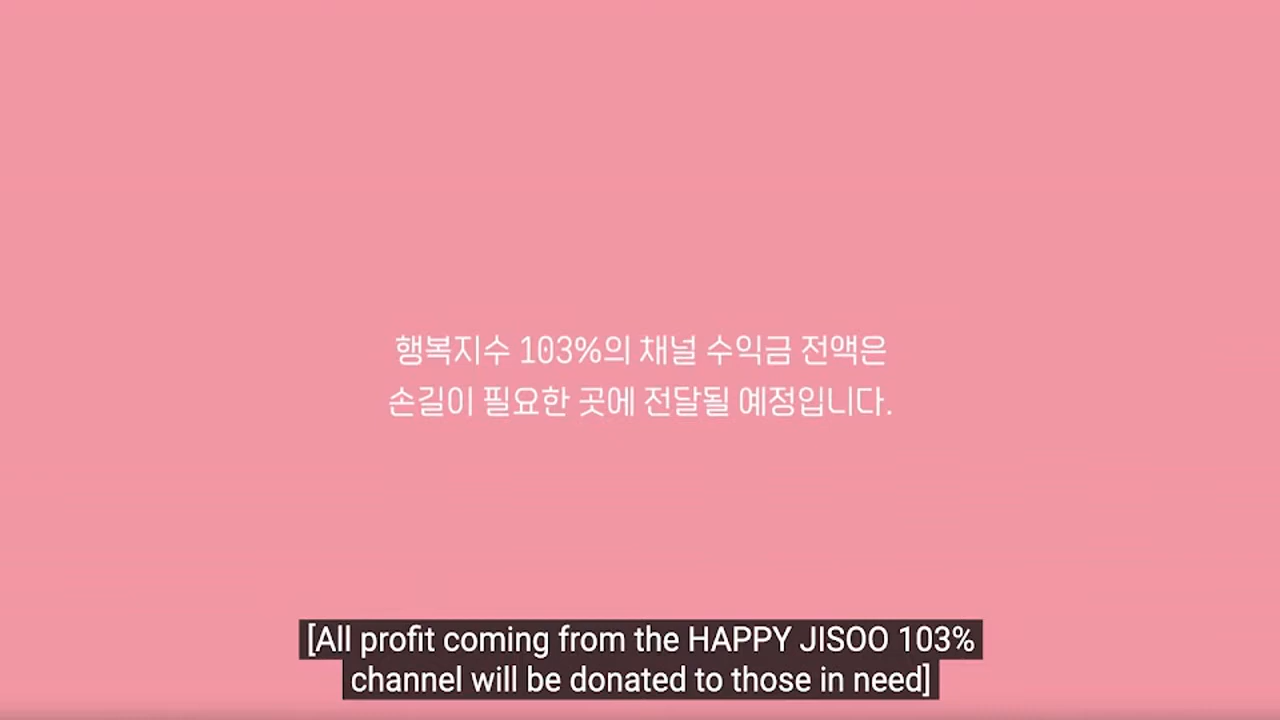 행복지수 103%의 채널 수익금 전액은
손길이 필요한 곳에 전달될 예정입니다.
[All profit coming from the HAPPY JISOO 103%
channel will be donated to those in need]